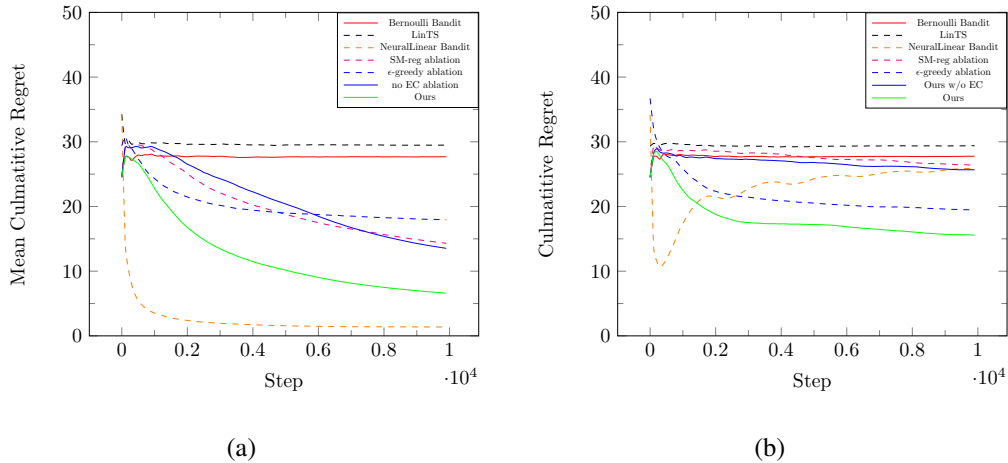 50
40
30
20
10
0
Mean Culmatitive Regret
0
0.2
0.4
0.6
0.8
1
·10⁴
Step
Bernoulli Bandit
LinTS
NeuralLinear Bandit
SM-reg ablation
ϵ-greedy ablation
no EC ablation
Ours
(a)
50
40
30
20
10
0
Culmatitive Regret
0
0.2
0.4
0.6
0.8
1
·10⁴
Step
Bernoulli Bandit
LinTS
NeuralLinear Bandit
SM-reg ablation
ϵ-greedy ablation
Ours w/o EC
Ours
(b)